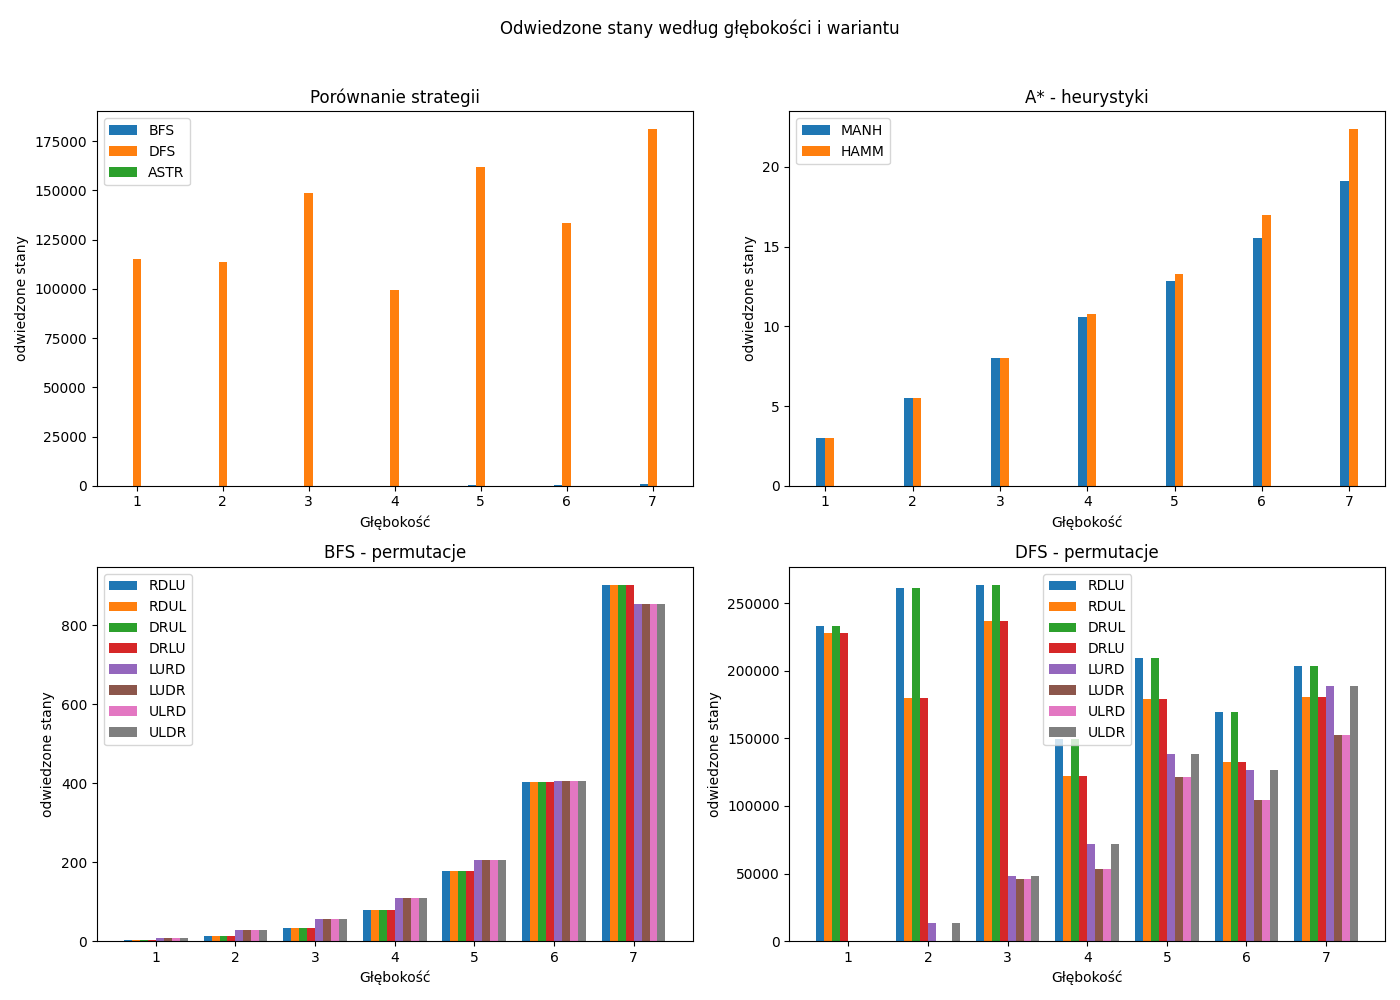 Odwiedzone stany według głębokości i wariantu
Porównanie strategii
BFS
DFS
ASTR
175000
150000
125000
100000
75000
50000
25000
0
odwiedzone stany
1 2 3 4 5 6 7
Głębokość
A* - heurystyki
MANH
HAMM
20
15
10
5
0
odwiedzone stany
1 2 3 4 5 6 7
Głębokość
BFS - permutacje
RDLU
RDUL
DRUL
DRLU
LURD
LUDR
ULRD
ULDR
800
600
400
200
0
odwiedzone stany
1 2 3 4 5 6 7
Głębokość
DFS - permutacje
RDLU
RDUL
DRUL
DRLU
LURD
LUDR
ULRD
ULDR
250000
200000
150000
100000
50000
0
odwiedzone stany
1 2 3 4 5 6 7
Głębokość